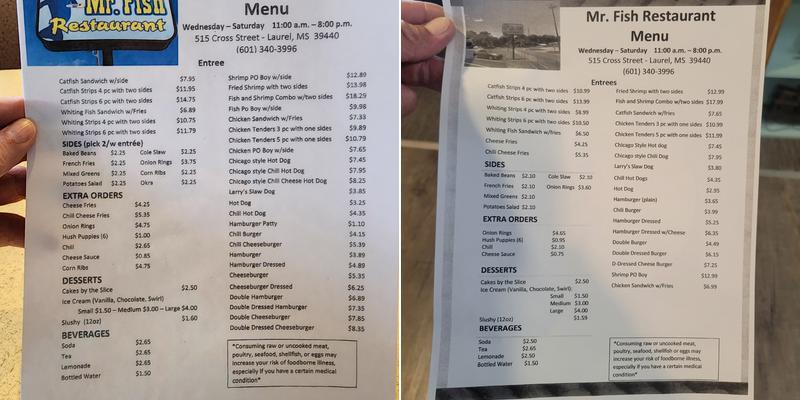 Mr. Fish
Restaurant
Menu
Wednesday – Saturday 11:00 a.m. – 8:00 p.m.
515 Cross Street - Laurel, MS 39440
(601) 340-3996
Entree
Catfish Sandwich w/side $7.95
Catfish Strips 4 pc with two sides $11.95
Catfish Strips 6 pc with two sides $14.75
Whiting Fish Sandwich w/Fries $6.89
Whiting Strips 4 pc with two sides $10.75
Whiting Strips 6 pc with two sides $11.79
SIDES (pick 2/w entrée)
Baked Beans $2.25 Cole Slaw $2.25
French Fries $2.25 Onion Rings $3.75
Mixed Greens $2.25 Corn Ribs $2.25
Potatoes Salad $2.25 Okra $2.25
EXTRA ORDERS
Cheese Fries $4.25
Chili Cheese Fries $5.35
Onion Rings $4.75
Hush Puppies (6) $1.00
Chili $2.65
Cheese Sauce $0.85
Corn Ribs $4.75
DESSERTS
Cakes by the Slice $2.50
Ice Cream (Vanilla, Chocolate, Swirl)
Small $1.50 – Medium $3.00 – Large $4.00
Slushy (12oz) $1.60
BEVERAGES
Soda $2.65
Tea $2.65
Lemonade $2.65
Bottled Water $1.50
Shrimp PO Boy w/side $12.89
Fried Shrimp with two sides $13.98
Fish and Shrimp Combo w/two sides $18.29
Fish Po Boy w/side $9.98
Chicken Sandwich w/Fries $7.33
Chicken Tenders 3 pc with one sides $9.89
Chicken Tenders 5 pc with one sides $10.79
Chicken PO Boy w/side $7.65
Chicago style Hot Dog $7.45
Chicago style Chili Hot Dog $7.95
Chicago style Chili Cheese Hot Dog $8.25
Larry's Slaw Dog $3.85
Hot Dog $3.25
Chili Hot Dog $4.35
Hamburger Patty $1.10
Chili Burger $4.15
Chili Cheeseburger $5.39
Hamburger $3.89
Hamburger Dressed $4.89
Cheeseburger $5.35
Cheeseburger Dressed $6.25
Double Hamburger $6.89
Double Hamburger Dressed $7.35
Double Cheeseburger $7.85
Double Dressed Cheeseburger $8.35
*Consuming raw or uncooked meat,
poultry, seafood, shellfish, or eggs may
increase your risk of foodborne illness,
especially if you have a certain medical
condition*
Mr. Fish Restaurant
Menu
Wednesday – Saturday 11:00 a.m. – 8:00 p.m.
515 Cross Street - Laurel, MS 39440
(601) 340-3996
Entrees
Catfish Strips 4 pc with two sides $10.99
Catfish Strips 6 pc with two sides $13.99
Whiting Strips 4 pc with two sides $8.99
Whiting Strips 6 pc with two sides $10.50
Whiting Fish Sandwich w/fries $6.50
Cheese Fries $4.25
Chili Cheese Fries $5.35
SIDES
Baked Beans $2.10 Cole Slaw $2.10
French Fries $2.10 Onion Rings $3.60
Mixed Greens $2.10
Potatoes Salad $2.10
EXTRA ORDERS
Onion Rings $4.65
Hush Puppies (6) $0.95
Chili $2.10
Cheese Sauce $0.75
DESSERTS
Cakes by the Slice $2.50
Ice Cream (Vanilla, Chocolate, Swirl):
Small $1.50
Medium $3.00
Large $4.00
Slushy (12oz) $1.59
BEVERAGES
Soda $2.50
Tea $2.65
Lemonade $2.50
Bottled Water $1.50
Fried Shrimp with two sides $12.99
Fish and Shrimp Combo w/two sides $17.99
Catfish Sandwich w/fries $7.65
Chicken Sandwich w/Fries $7.65
Chicken Tenders 3 pc with one sides $10.99
Chicken Tenders 5 pc with one sides $11.99
Chicago Style Hot dog $7.45
Chicago style Chili Dog $7.95
Larry's Slaw Dog $3.80
Chili Hot Dogs $4.35
Hot Dog $2.95
Hamburger (plain) $3.65
Chili Burger $3.99
Hamburger Dressed $5.25
Hamburger Dressed w/Cheese $6.35
Double Burger $4.49
Double Dressed Burger $6.15
D-Dressed Cheese Burger $7.25
Shrimp PO Boy $12.99
Chicken Sandwich w/Fries $6.99
*Consuming raw or uncooked meat,
poultry, seafood, shellfish, or eggs may
increase your risk of foodborne illness,
especially if you have a certain medical
condition*